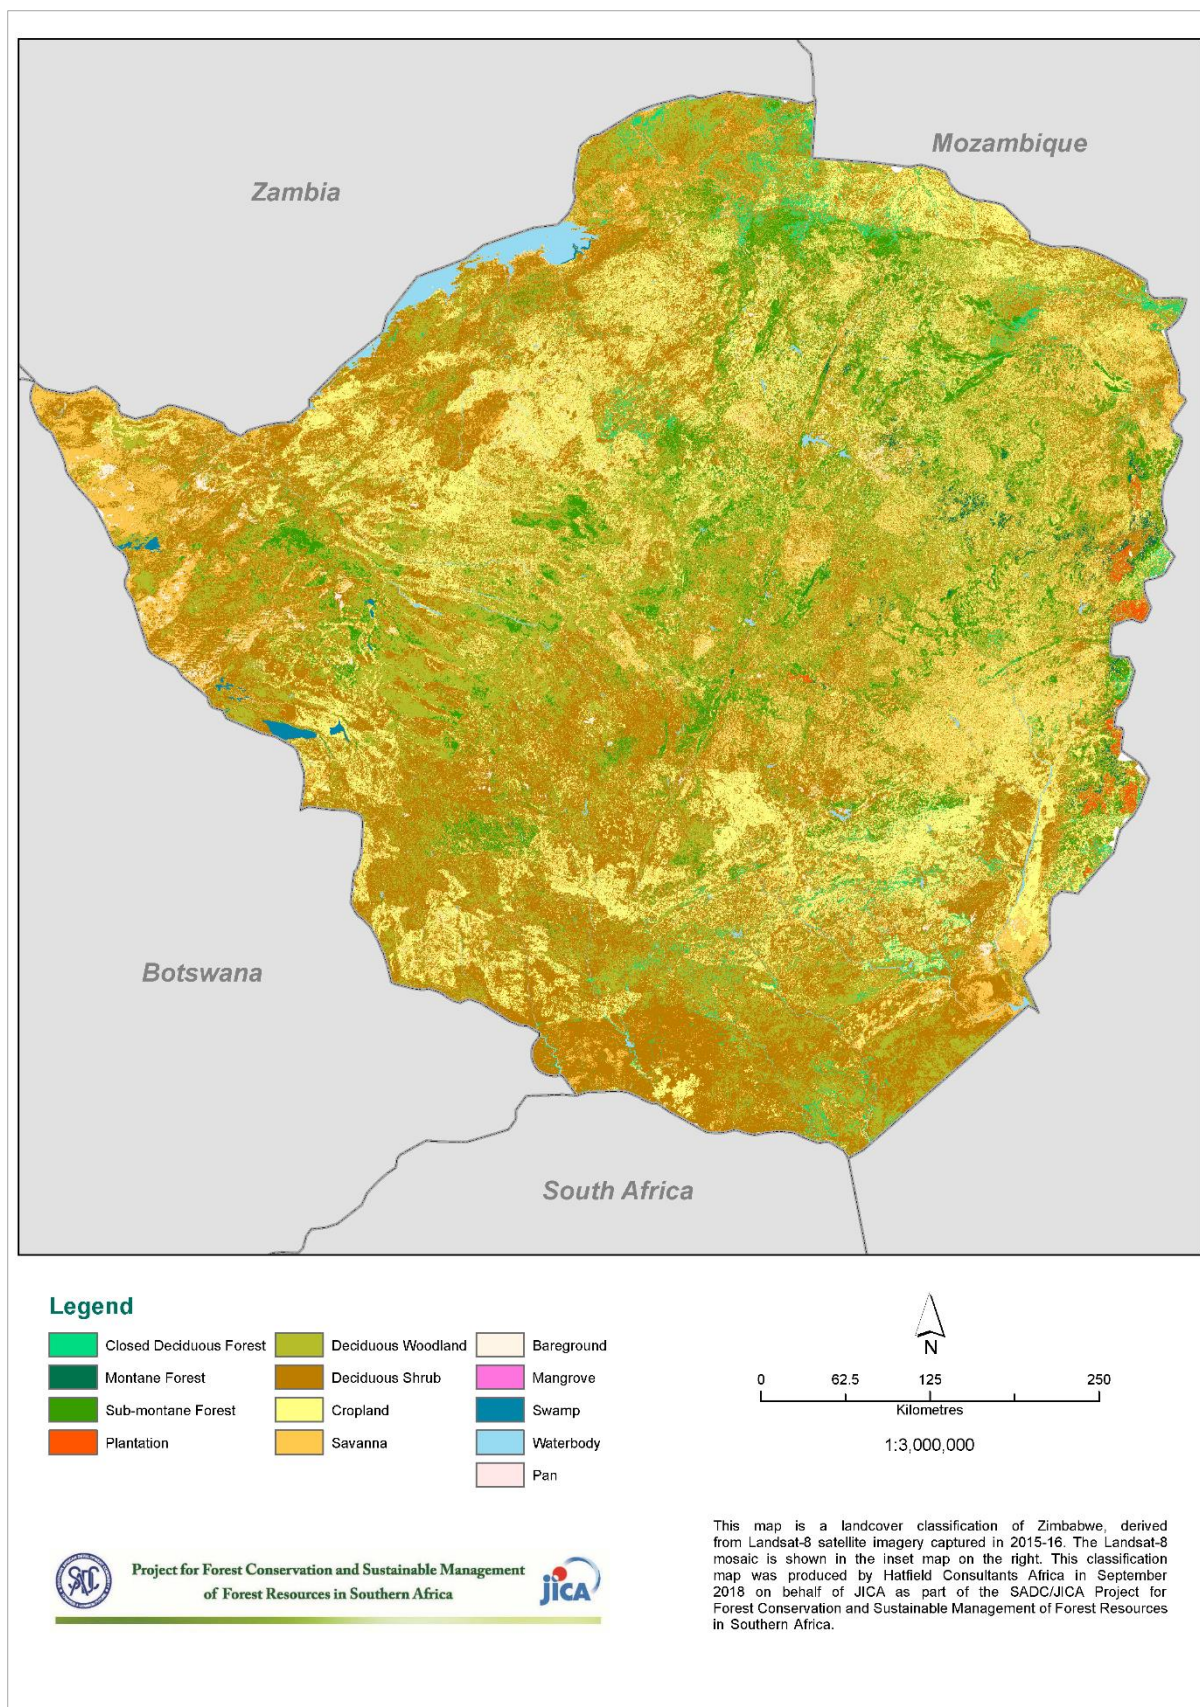 Mozambique
Zambia
Botswana
South Africa
Legend
Closed Deciduous Forest
Montane Forest
Sub-montane Forest
Plantation
Deciduous Woodland
Deciduous Shrub
Cropland
Savanna
Bareground
Mangrove
Swamp
Waterbody
Pan
N
0 62.5 125 250
Kilometres
1:3,000,000
This map is a landcover classification of Zimbabwe, derived
from Landsat-8 satellite imagery captured in 2015-16. The Landsat-8
mosaic is shown in the inset map on the right. This classification
map was produced by Hatfield Consultants Africa in September
2018 on behalf of JICA as part of the SADC/JICA Project for
Forest Conservation and Sustainable Management of Forest Resources
in Southern Africa.
SADC
Project for Forest Conservation and Sustainable Management
of Forest Resources in Southern Africa
jICA